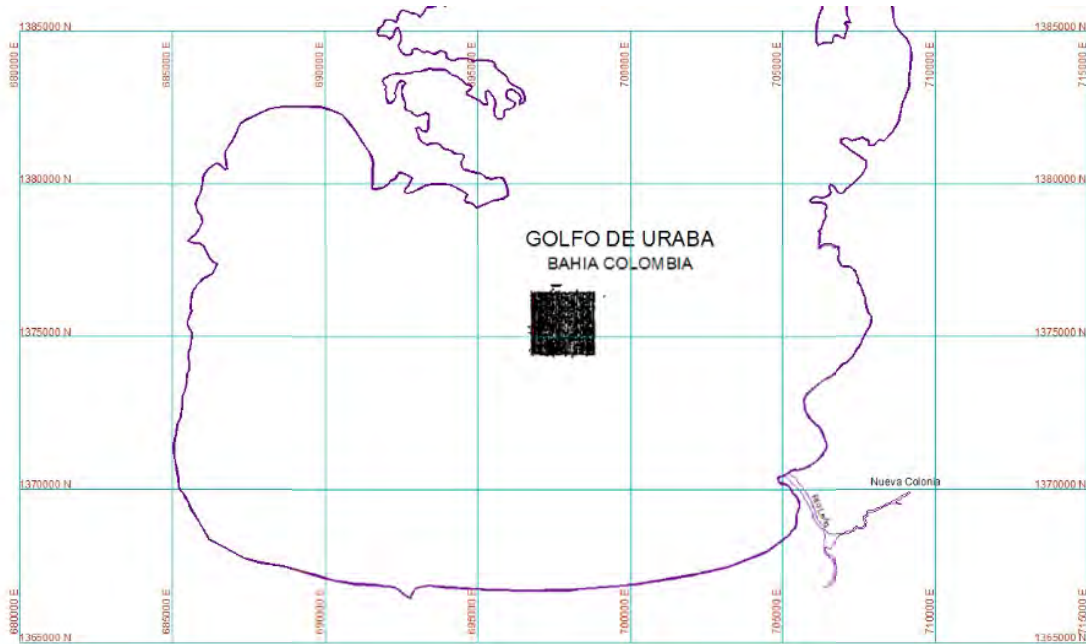 1385000 N
1385000 N
680000 E
685000 E
690000 E
695000 E
700000 E
705000 E
710000 E
715000 E
1380000 N
1380000 N
GOLFO DE URABA
BAHIA COLOMBIA
1375000 N
1375000 N
1370000 N
Nueva Colonia
1370000 N
680000 E
685000 E
690000 E
695000 E
700000 E
705000 E
710000 E
715000 E
1365000 N
1365000 N